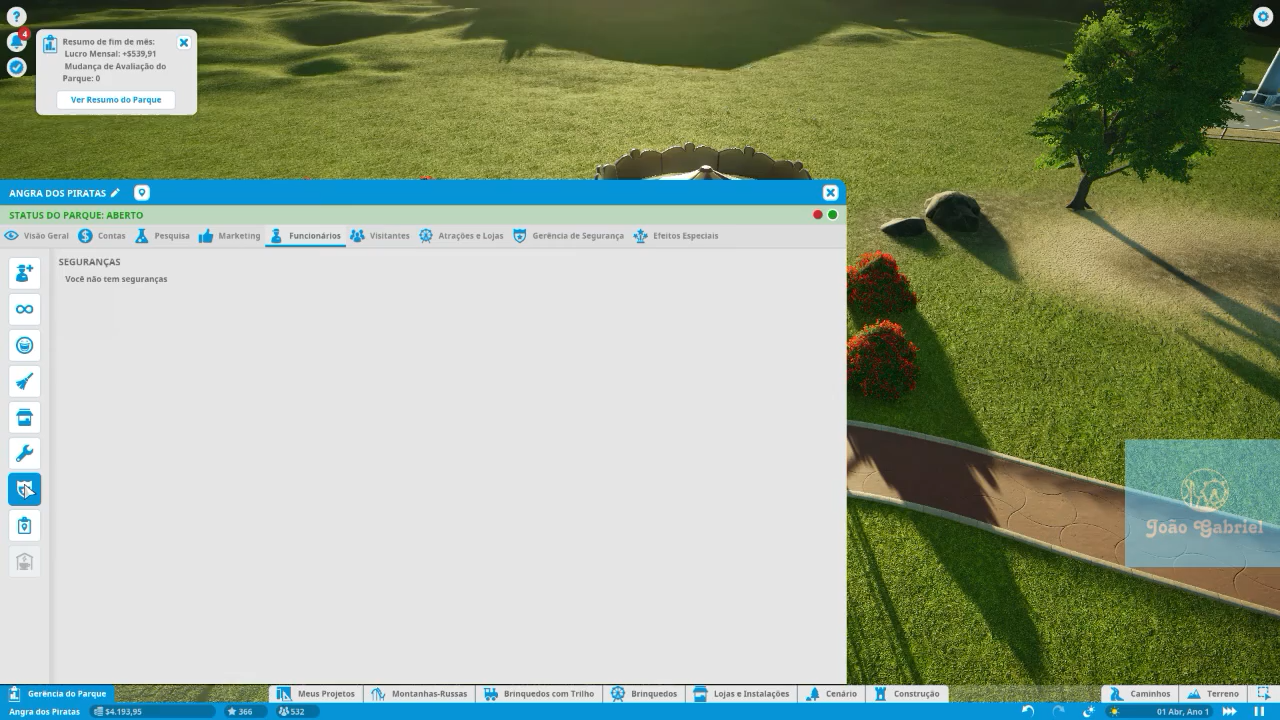 ?
4
Resumo de fim de mês:
Lucro Mensal: +$539,91
Mudança de Avaliação do
Parque: 0
Ver Resumo do Parque
ANGRA DOS PIRATAS
STATUS DO PARQUE: ABERTO
Visão Geral
Contas
Pesquisa
Marketing
Funcionários
Visitantes
Atrações e Lojas
Gerência de Segurança
Efeitos Especiais
SEGURANÇAS
Você não tem seguranças
João Gabriel
Gerência do Parque
Meus Projetos
Montanhas-Russas
Brinquedos com Trilho
Brinquedos
Lojas e Instalações
Cenário
Construção
Caminhos
Terreno
Angra dos Piratas
$4.193,95
366
532
01 Abr, Ano 1